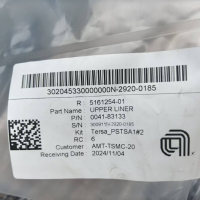 302045330000000N-2920-0185
R : 5161254-01
Part Name : UPPER LINER
P/N : 0041-83133
S/N :
Kit : Tersa_PSTSA1#2
RC : 6
Customer : AMT-TSMC-20
Receiving Date : 2024/11/04